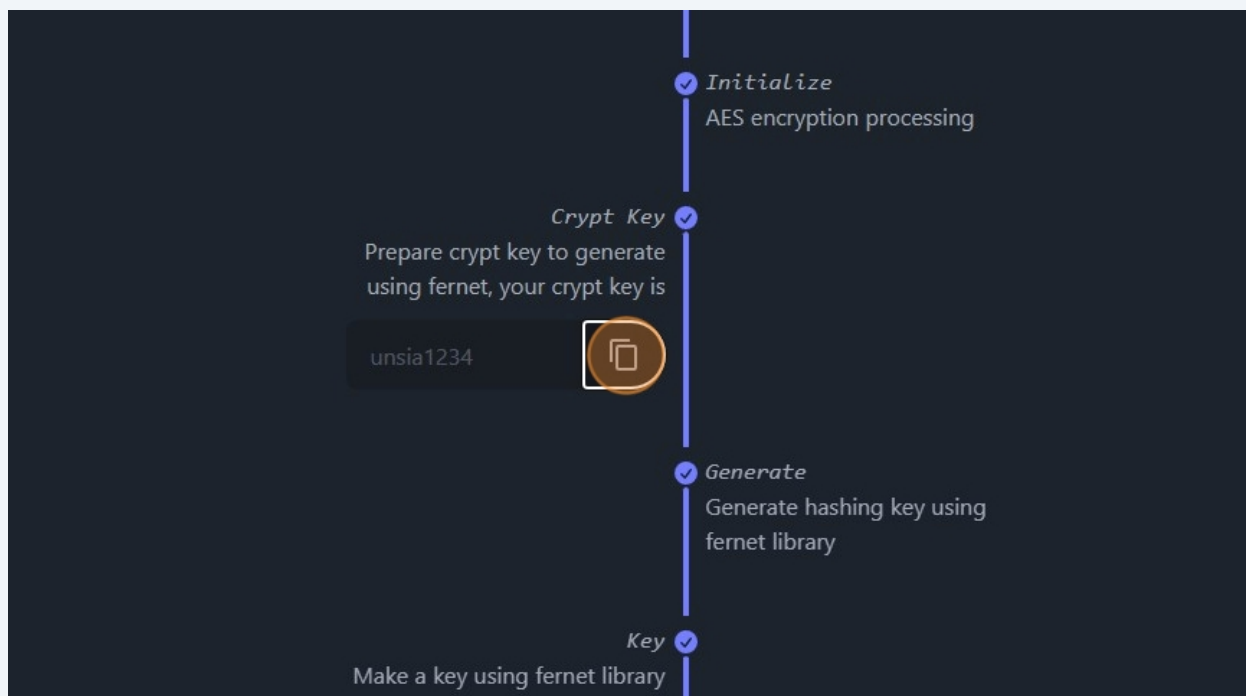 Initialize
AES encryption processing
Crypt Key
Prepare crypt key to generate
using fernet, your crypt key is
unsia1234
Generate
Generate hashing key using
fernet library
Key
Make a key using fernet library